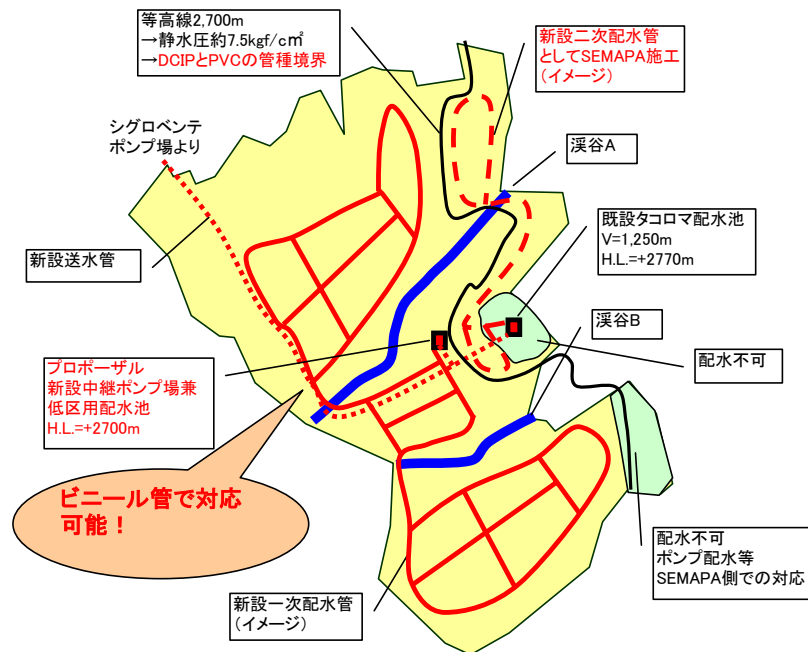 等高線2,700m
→静水圧約7.5kgf/c㎡
→DCIPとPVCの管種境界
新設二次配水管
としてSEMAPA施工
(イメージ)
シグロベンテ
ポンプ場より
渓谷A
既設タコロマ配水池
V=1,250m
H.L.=+2770m
新設送水管
渓谷B
配水不可
プロポーザル
新設中継ポンプ場兼
低区用配水池
H.L.=+2700m
ビニール管で対応
可能！
配水不可
ポンプ配水等
SEMAPA側での対応
新設一次配水管
(イメージ)